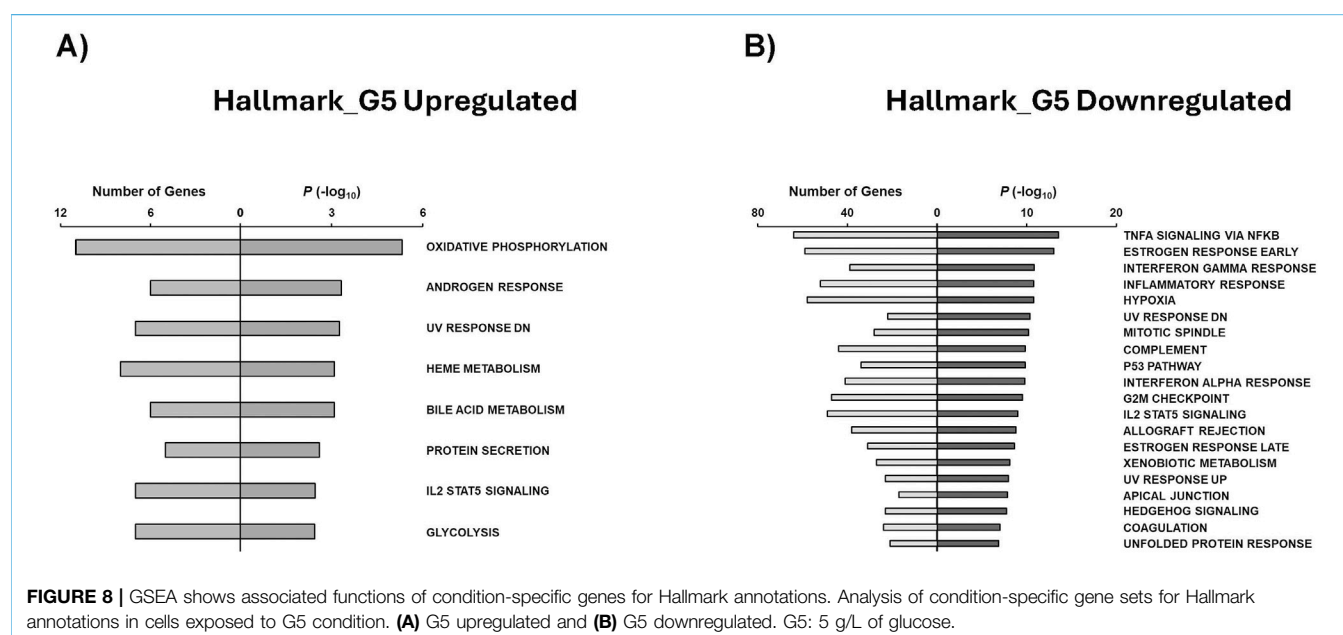 A)
Hallmark_G5 Upregulated
Number of Genes P (-log10)
12 6 0 3 6
OXIDATIVE PHOSPHORYLATION
ANDROGEN RESPONSE
UV RESPONSE DN
HEME METABOLISM
BILE ACID METABOLISM
PROTEIN SECRETION
IL2 STAT5 SIGNALING
GLYCOLYSIS
B)
Hallmark_G5 Downregulated
Number of Genes P (-log10)
80 40 0 10 20
TNFA SIGNALING VIA NFKB
ESTROGEN RESPONSE EARLY
INTERFERON GAMMA RESPONSE
INFLAMMATORY RESPONSE
HYPOXIA
UV RESPONSE DN
MITOTIC SPINDLE
COMPLEMENT
P53 PATHWAY
INTERFERON ALPHA RESPONSE
G2M CHECKPOINT
IL2 STAT5 SIGNALING
ALLOGRAFT REJECTION
ESTROGEN RESPONSE LATE
XENOBIOTIC METABOLISM
UV RESPONSE UP
APICAL JUNCTION
HEDGEHOG SIGNALING
COAGULATION
UNFOLDED PROTEIN RESPONSE
FIGURE 8 | GSEA shows associated functions of condition-specific genes for Hallmark annotations. Analysis of condition-specific gene sets for Hallmark
annotations in cells exposed to G5 condition. (A) G5 upregulated and (B) G5 downregulated. G5: 5 g/L of glucose.